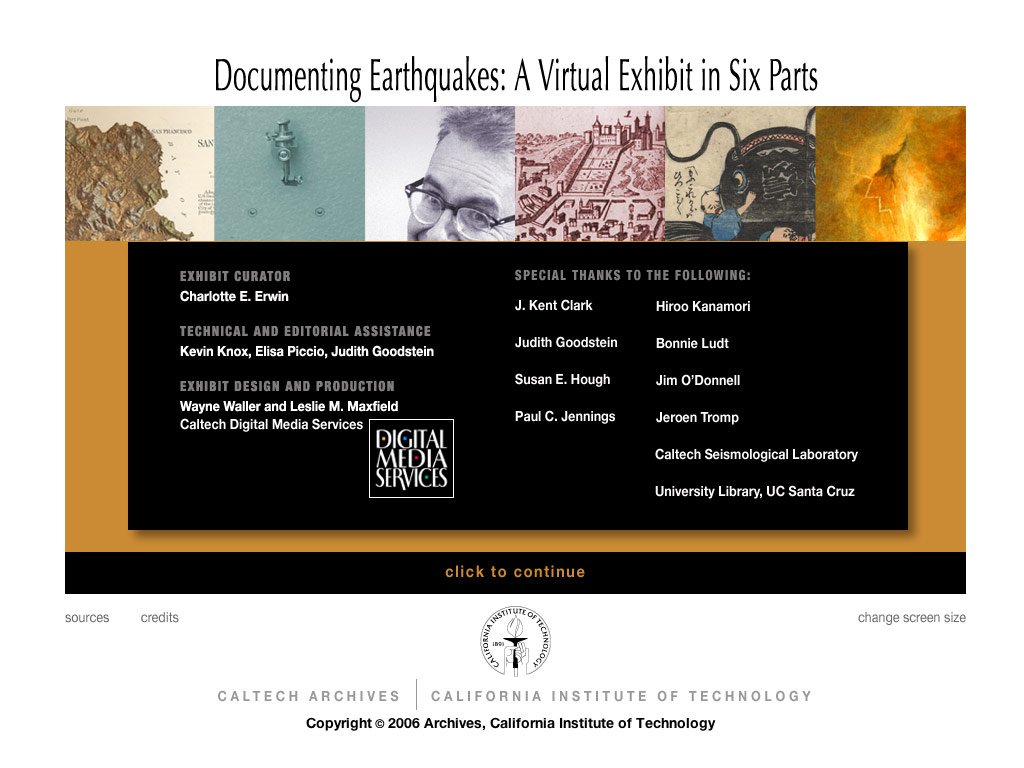 Documenting Earthquakes: A Virtual Exhibit in Six Parts
SAN FRANCISCO
SAN
BAY
EXHIBIT CURATOR
Charlotte E. Erwin
TECHNICAL AND EDITORIAL ASSISTANCE
Kevin Knox, Elisa Piccio, Judith Goodstein
EXHIBIT DESIGN AND PRODUCTION
Wayne Waller and Leslie M. Maxfield
Caltech Digital Media Services
DIGITAL
MEDIA
SERVICES
SPECIAL THANKS TO THE FOLLOWING:
J. Kent Clark
Judith Goodstein
Susan E. Hough
Paul C. Jennings
Hiroo Kanamori
Bonnie Ludt
Jim O'Donnell
Jeroen Tromp
Caltech Seismological Laboratory
University Library, UC Santa Cruz
click to continue
sources
credits
change screen size
CALIFORNIA INSTITUTE OF TECHNOLOGY
1891
CALTECH ARCHIVES
CALIFORNIA INSTITUTE OF TECHNOLOGY
Copyright © 2006 Archives, California Institute of Technology